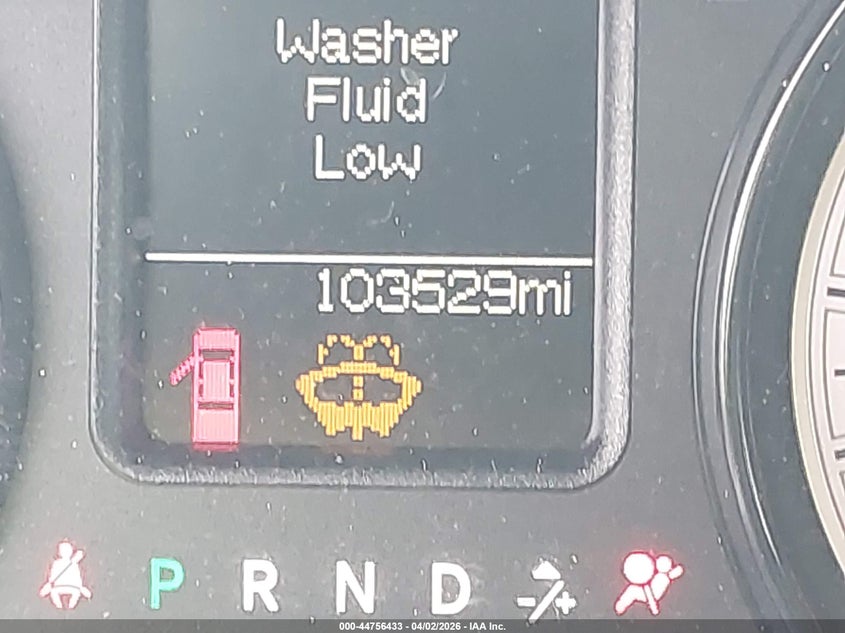 Washer
Fluid
Low
103529mi
P R N D -/+
000-44756433 - 04/02/2026 - IAA Inc.